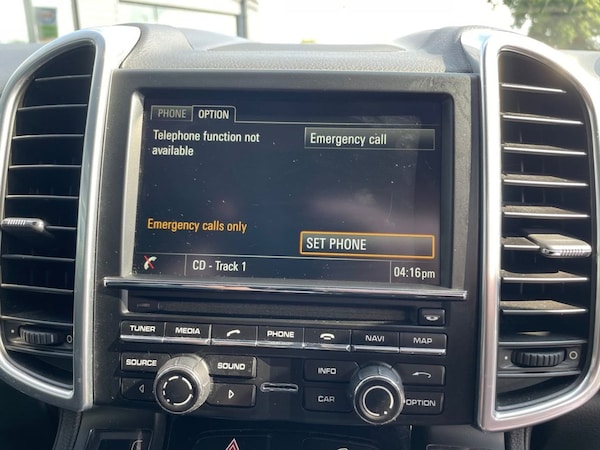 PHONE OPTION
Telephone function not
available
Emergency call
Emergency calls only
SET PHONE
CD - Track 1
04:16pm
TUNER MEDIA PHONE NAVI MAP
SOURCE SOUND INFO
CAR OPTION